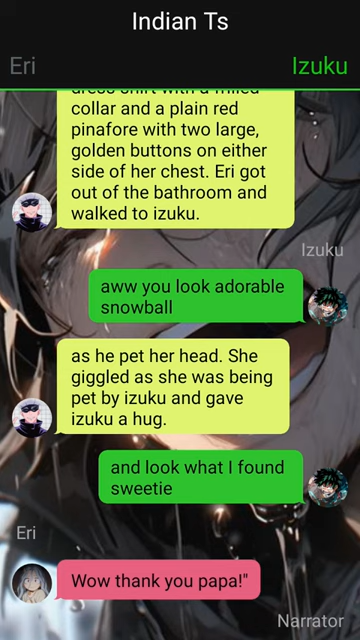 Indian Ts
Eri
Izuku
dress shirt with a frilled
collar and a plain red
pinafore with two large,
golden buttons on either
side of her chest. Eri got
out of the bathroom and
walked to izuku.
Izuku
aww you look adorable
snowball
as he pet her head. She
giggled as she was being
pet by izuku and gave
izuku a hug.
and look what I found
sweetie
Eri
Wow thank you papa!"
Narrator